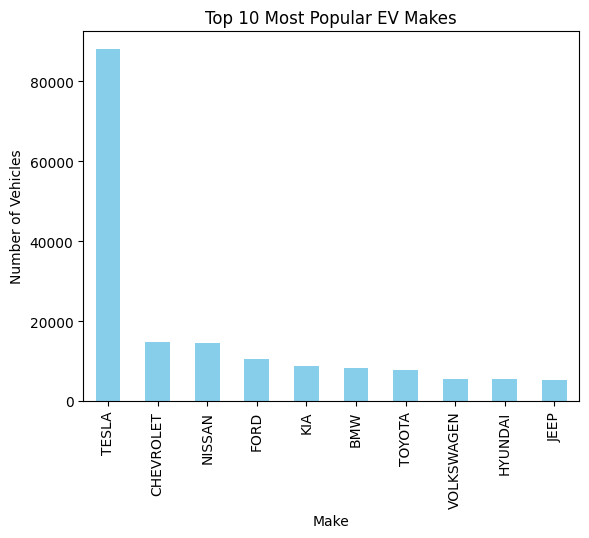 Top 10 Most Popular EV Makes
Number of Vehicles
80000
60000
40000
20000
0
TESLA
CHEVROLET
NISSAN
FORD
KIA
BMW
TOYOTA
VOLKSWAGEN
HYUNDAI
JEEP
Make